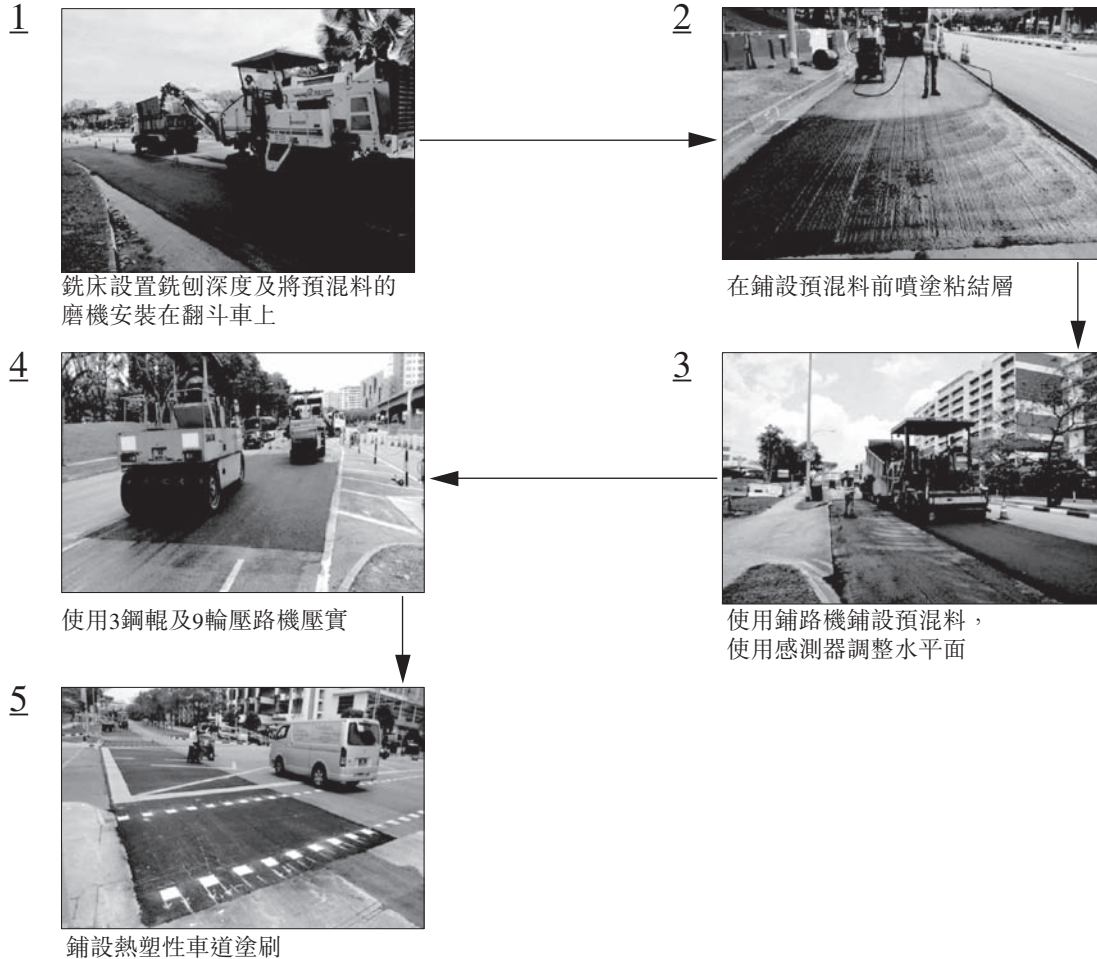 1
銑床設置銑刨深度及將預混料的
磨機安裝在翻斗車上
2
在鋪設預混料前噴塗粘結層
3
使用鋪路機鋪設預混料，
使用感測器調整水平面
4
使用3鋼輥及9輪壓路機壓實
5
鋪設熱塑性車道塗刷